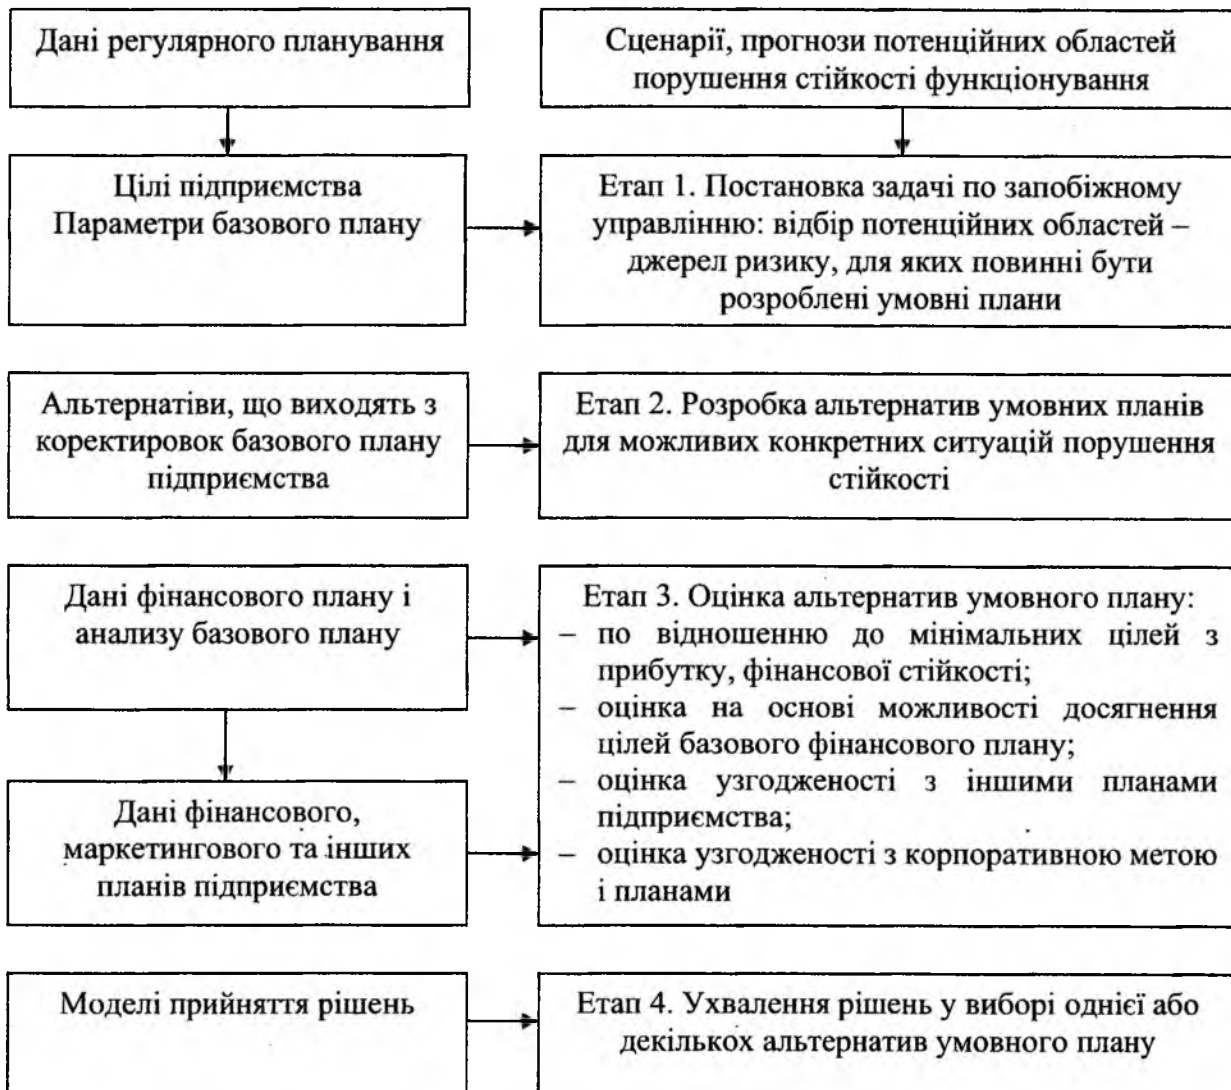 Дані регулярного планування
Сценарії, прогнози потенційних областей
порушення стійкості функціонування
Цілі підприємства
Параметри базового плану
Етап 1. Постановка задачі по запобіжному
управлінню: відбір потенційних областей –
джерел ризику, для яких повинні бути
розроблені умовні плани
Альтернатіви, що виходять з
коректировок базового плану
підприємства
Етап 2. Розробка альтернатив умовних планів
для можливих конкретних ситуацій порушення
стійкості
Дані фінансового плану і
анализу базового плану
Дані фінансового,
маркетингового та інших
планів підприємства
Етап 3. Оцінка альтернатив умовного плану:
– по відношенню до мінімальних цілей з
прибутку, фінансової стійкості;
– оцінка на основі можливості досягнення
цілей базового фінансового плану;
– оцінка узгодженості з іншими планами
підприємства;
– оцінка узгодженості з корпоративною метою
і планами
Моделі прийняття рішень
Етап 4. Ухвалення рішень у виборі однієї або
декількох альтернатив умовного плану